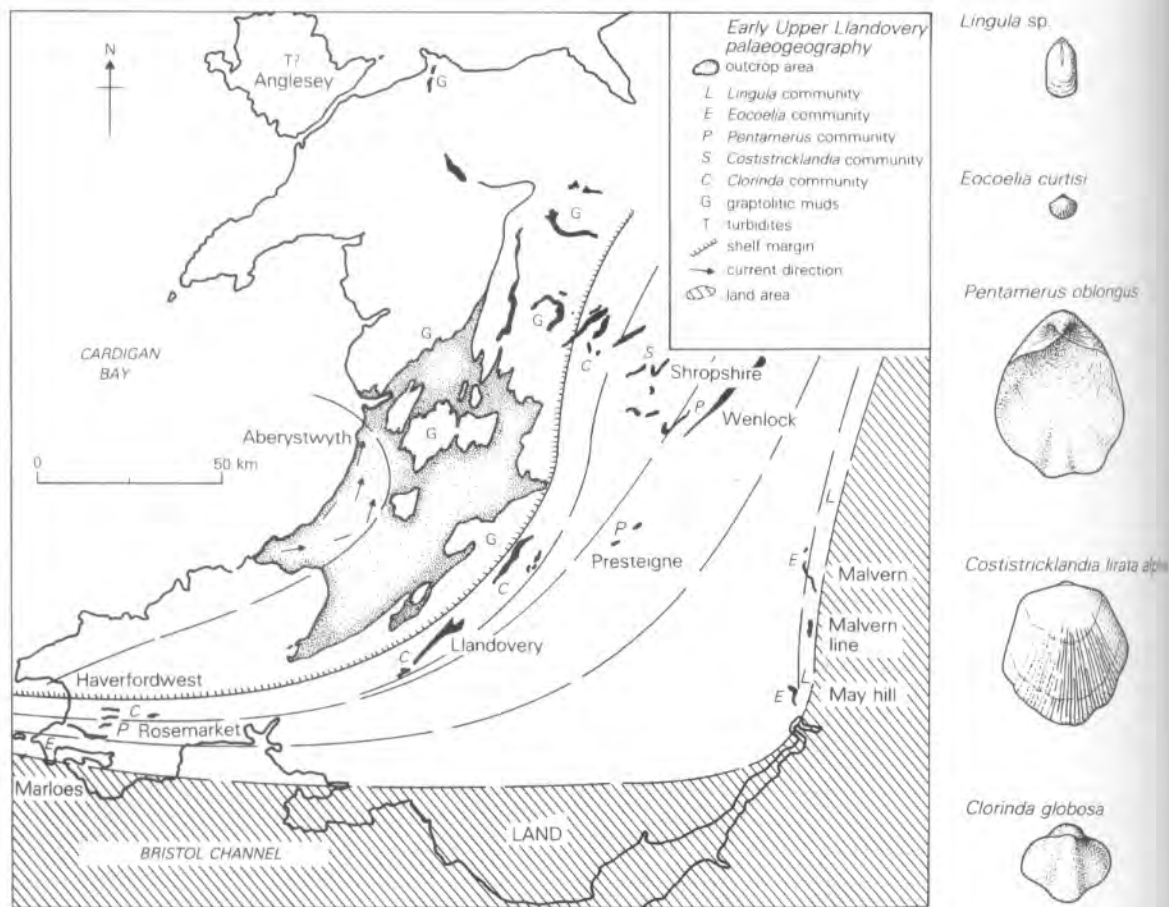 N
T?
Anglesey
G
Early Upper Llandovery
palaeogeography
outcrop area
L Lingula community
E Eocoelia community
P Pentamerus community
S Costistricklandia community
C Clorinda community
G graptolitic muds
T turbidites
shelf margin
current direction
land area
G
G
G
CARDIGAN
BAY
C
S
Shropshire
P
Wenlock
Aberystwyth
G
0 50 km
L
G
P
Presteigne
E
Malvern
C
Malvern
line
Llandovery
C
L
E
May hill
Haverfordwest
C
P Rosemarket
E
Marloes
LAND
BRISTOL CHANNEL
Lingula sp.
Eocoelia curtisi
Pentamerus oblongus
Costistricklandia lirata
Clorinda globosa